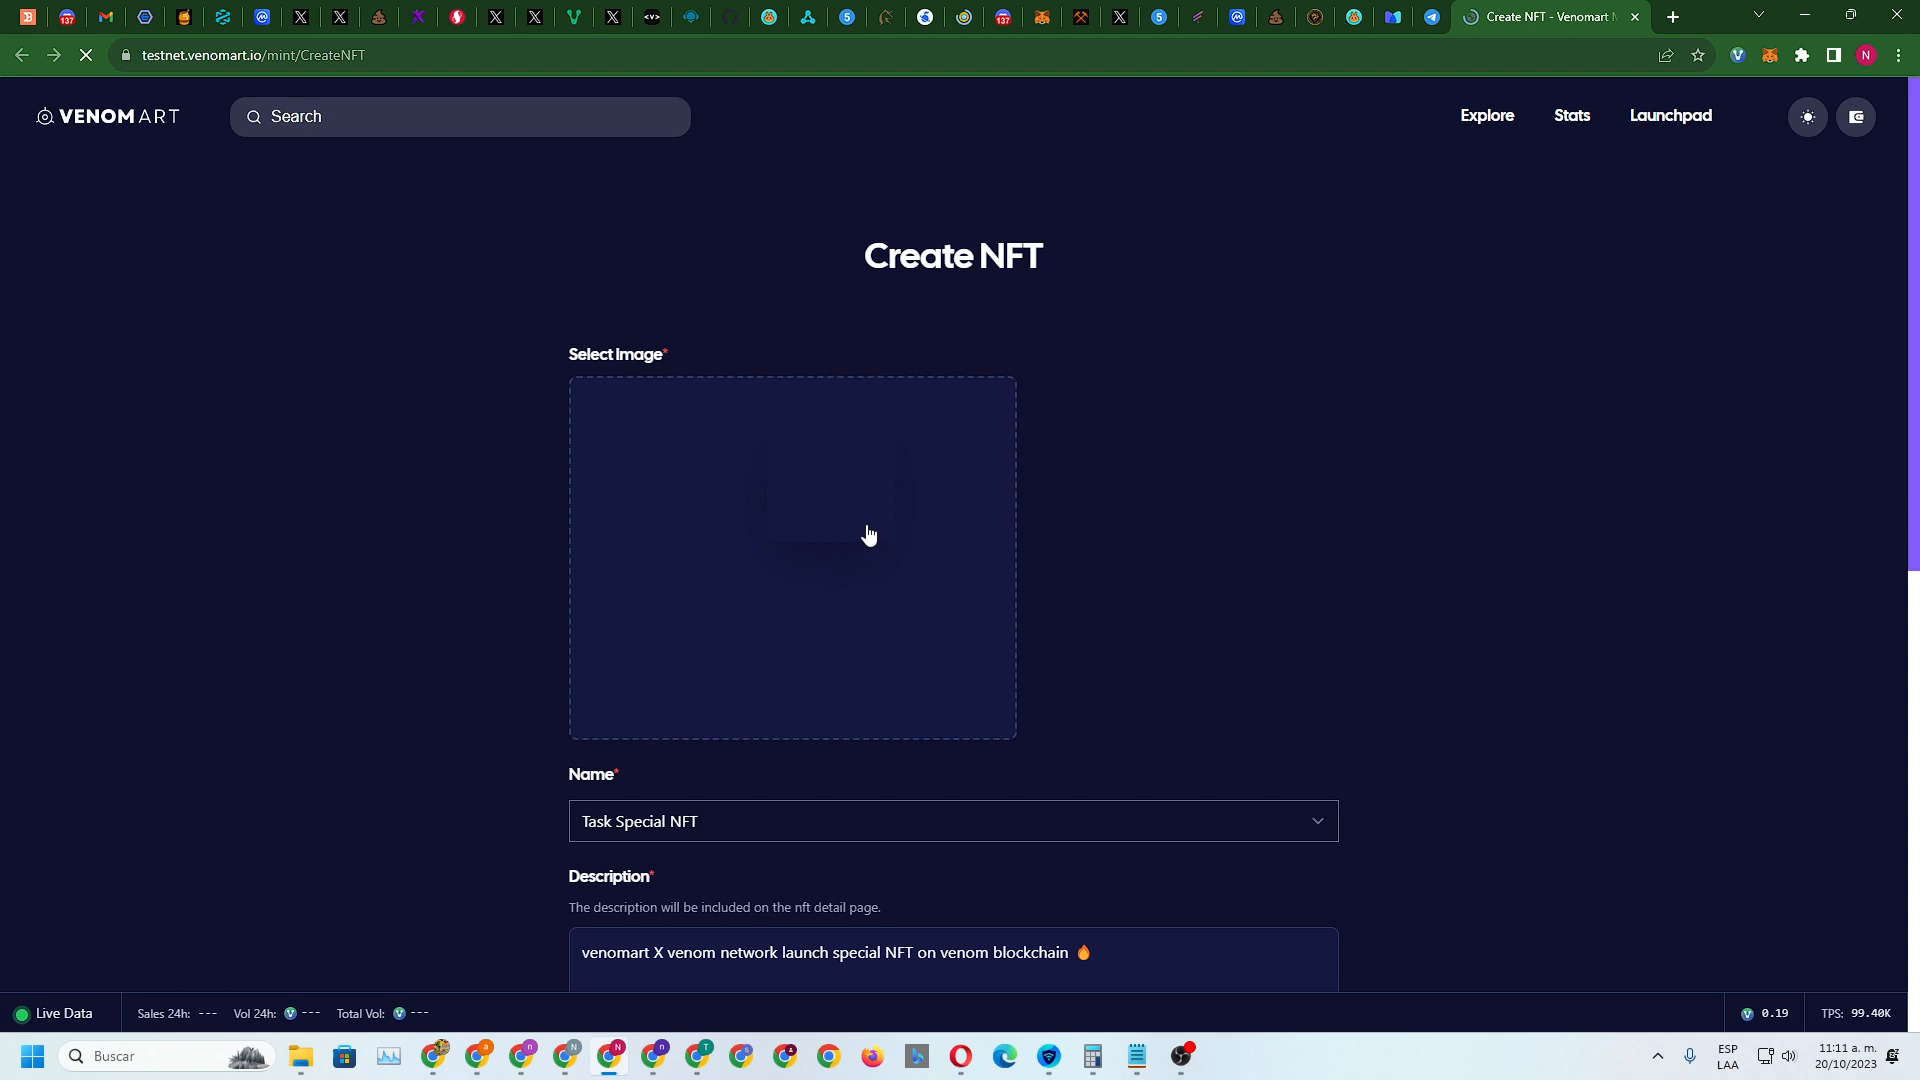 Create NFT - Venomart
testnet.venomart.io/mint/CreateNFT
N
VENOMART
Search
Explore
Stats
Launchpad
Create NFT
Select Image*
Name*
Task Special NFT
Description*
The description will be included on the nft detail page.
venomart X venom network launch special NFT on venom blockchain 🔥
Live Data
Sales 24h: ---
Vol 24h: ---
Total Vol: ---
0.19
TPS: 99.40K
Buscar
ESP
LAA
11:11 a. m.
20/10/2023